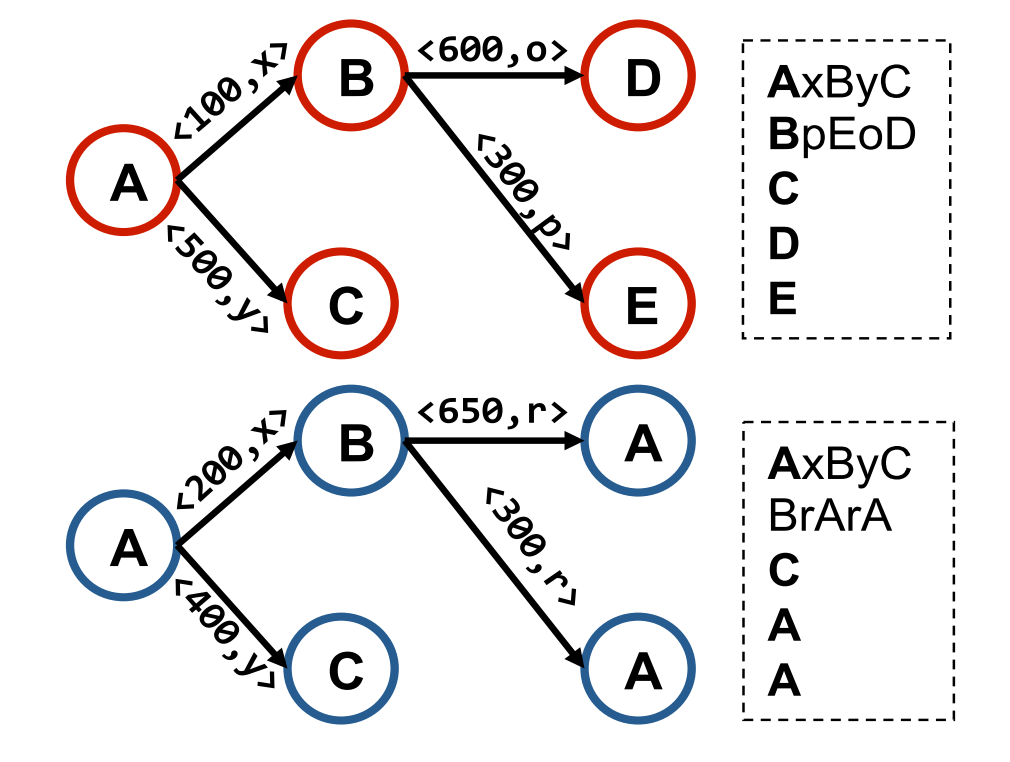 <100,x>
B
<600,o>
D
A
<500,y>
<300,p>
C
E
AxByC
BpEoD
C
D
E
<200,x>
B
<650,r>
A
A
<400,y>
<300,r>
C
A
AxByC
BrArA
C
A
A